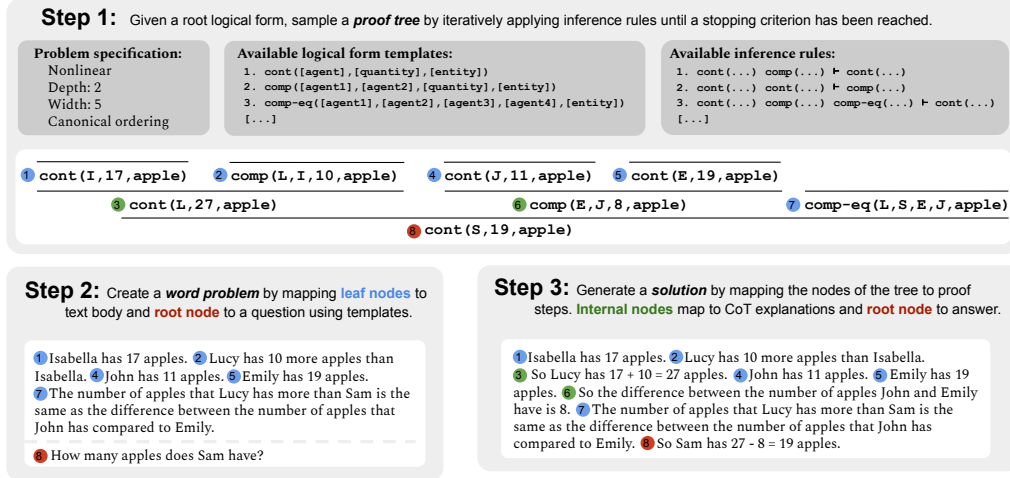 Step 1: Given a root logical form, sample a proof tree by iteratively applying inference rules until a stopping criterion has been reached.
Problem specification:
Nonlinear
Depth: 2
Width: 5
Canonical ordering
Available logical form templates:
1. cont([agent],[quantity],[entity])
2. comp([agent1],[agent2],[quantity],[entity])
3. comp-eq([agent1],[agent2],[agent3],[agent4],[entity])
[...]
Available inference rules:
1. cont(...) comp(...) ⊢ cont(...)
2. cont(...) cont(...) ⊢ comp(...)
3. cont(...) comp(...) comp-eq(...) ⊢ cont(...)
[...]
1 cont(I,17,apple) 2 comp(L,I,10,apple) 4 cont(J,11,apple) 5 cont(E,19,apple)
3 cont(L,27,apple) 6 comp(E,J,8,apple) 7 comp-eq(L,S,E,J,apple)
8 cont(S,19,apple)
Step 2: Create a word problem by mapping leaf nodes to
text body and root node to a question using templates.
1 Isabella has 17 apples. 2 Lucy has 10 more apples than
Isabella. 4 John has 11 apples. 5 Emily has 19 apples.
7 The number of apples that Lucy has more than Sam is the
same as the difference between the number of apples that
John has compared to Emily.
8 How many apples does Sam have?
Step 3: Generate a solution by mapping the nodes of the tree to proof
steps. Internal nodes map to CoT explanations and root node to answer.
1 Isabella has 17 apples. 2 Lucy has 10 more apples than Isabella.
3 So Lucy has 17 + 10 = 27 apples. 4 John has 11 apples. 5 Emily has 19
apples. 6 So the difference between the number of apples John and Emily
have is 8. 7 The number of apples that Lucy has more than Sam is the
same as the difference between the number of apples that John has
compared to Emily. 8 So Sam has 27 - 8 = 19 apples.